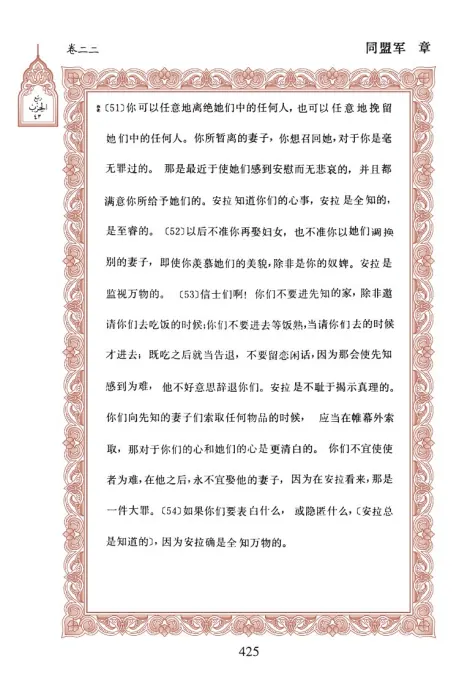 卷二二
同盟军 章
ربع
الحزب
٤٣
*〔51〕你可以任意地离绝她们中的任何人，也可以任意地挽留
她们中的任何人。你所暂离的妻子，你想召回她，对于你是毫
无罪过的。那是最近于使她们感到安慰而无悲哀的，并且都
满意你所给予她们的。安拉知道你们的心事，安拉是全知的，
是至睿的。〔52〕以后不准你再娶妇女，也不准你以她们调换
别的妻子，即使你羡慕她们的美貌，除非是你的奴婢。安拉是
监视万物的。〔53〕信士们啊！你们不要进先知的家，除非邀
请你们去吃饭的时候；你们不要进去等饭熟，当请你们去的时候
才进去；既吃之后就当告退，不要留恋闲话，因为那会使先知
感到为难，他不好意思辞退你们。安拉是不耻于揭示真理的。
你们向先知的妻子们索取任何物品的时候，应当在帷幕外索
取，那对于你们的心和她们的心是更清白的。你们不宜使使
者为难，在他之后，永不宜娶他的妻子，因为在安拉看来，那是
一件大罪。〔54〕如果你们要表白什么，或隐匿什么，〔安拉总
是知道的〕，因为安拉确是全知万物的。
425